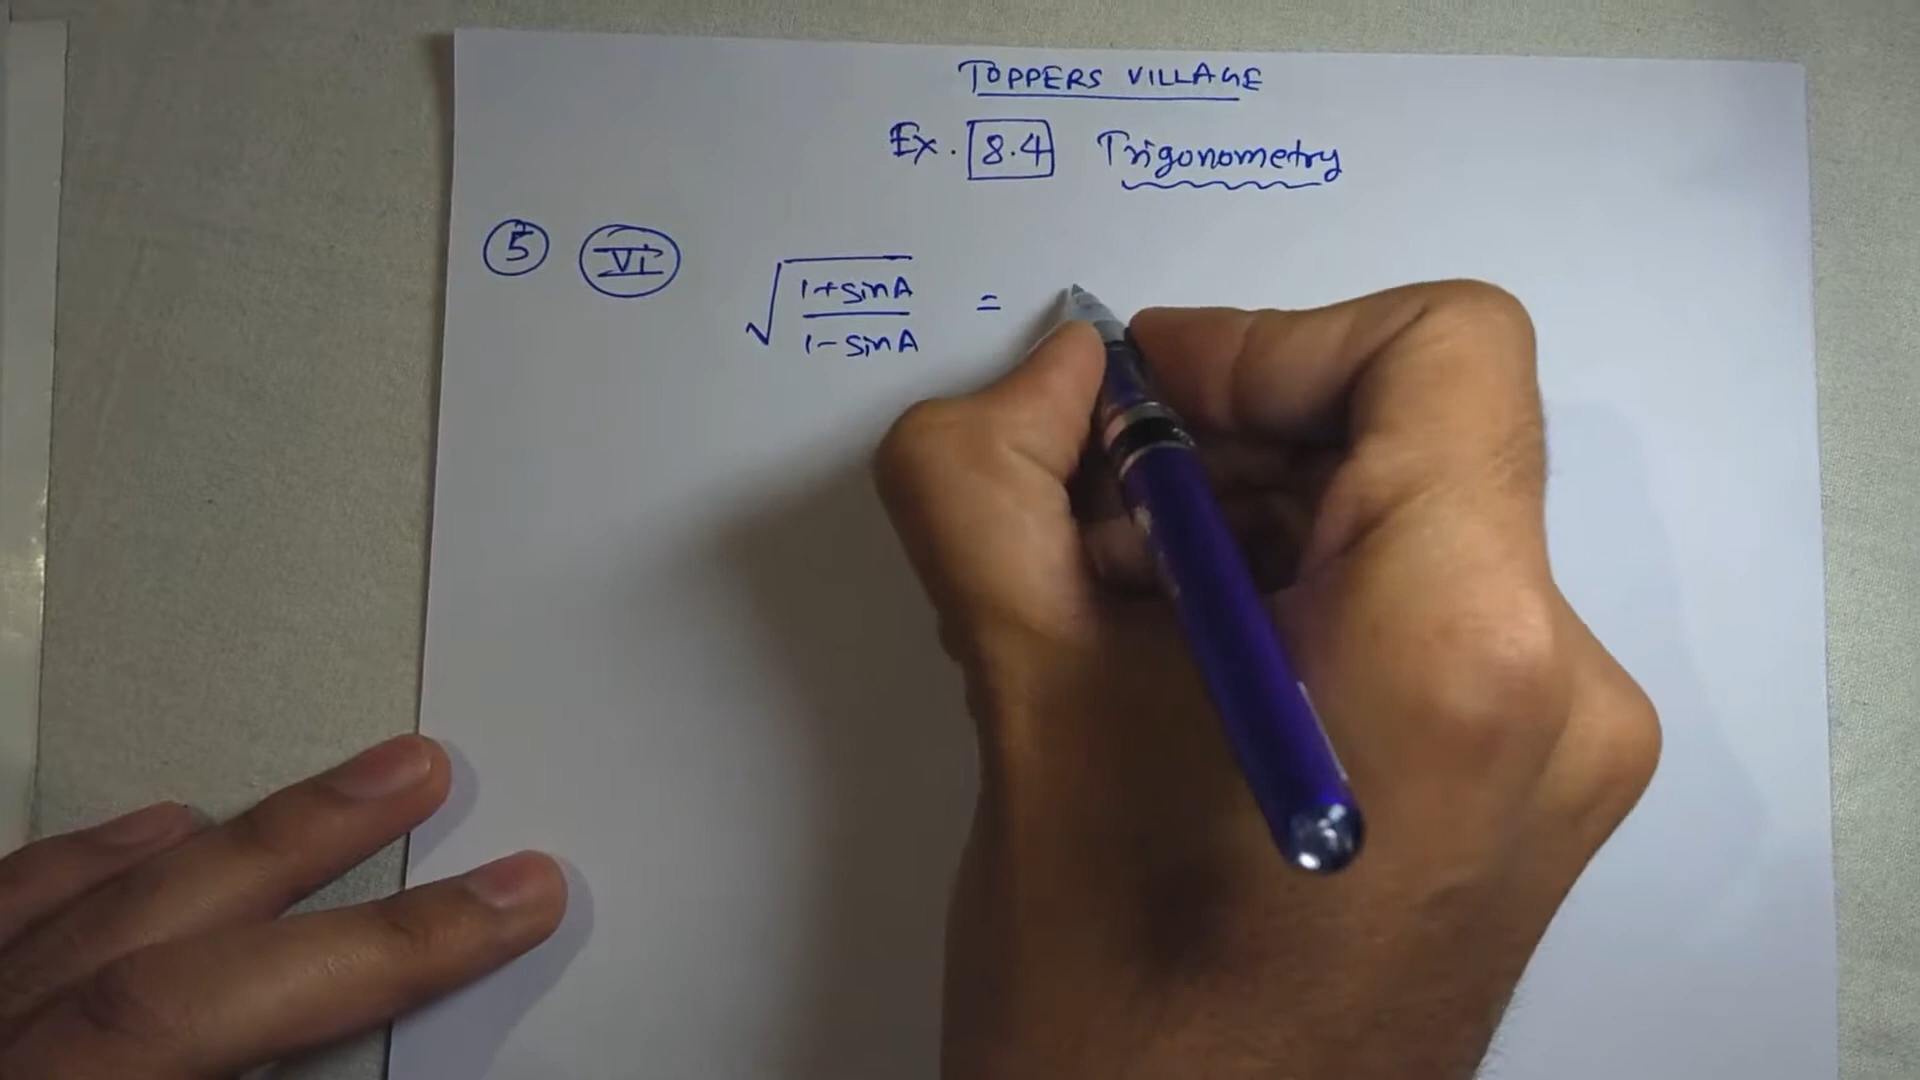 TOPPERS VILLAGE
Ex. 8.4 Trigonometry
5 VI √(1+sinA / 1-sinA) =